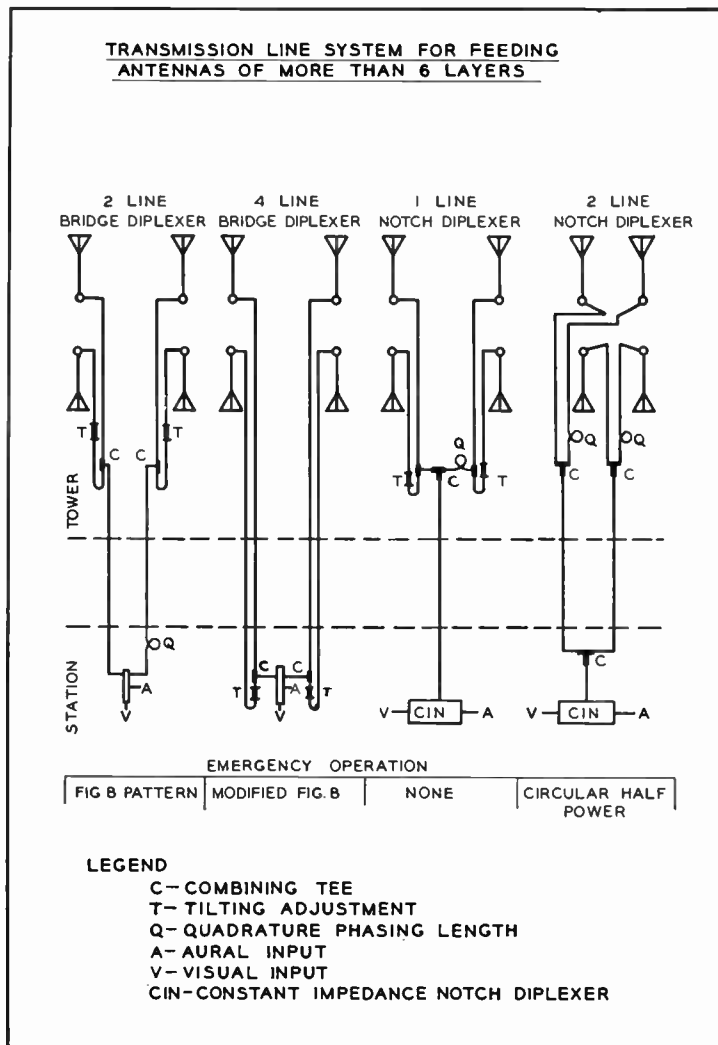 TRANSMISSION LINE SYSTEM FOR FEEDING
ANTENNAS OF MORE THAN 6 LAYERS
2 LINE
BRIDGE DIPLEXER
4 LINE
BRIDGE DIPLEXER
1 LINE
NOTCH DIPLEXER
2 LINE
NOTCH DIPLEXER
T
T
C
C
Q
T
C
T
Q
Q
C
C
TOWER
Q
A
V
C
C
T
A
T
V
V
CIN
A
C
V
CIN
A
STATION
EMERGENCY OPERATION
FIG 8 PATTERN
MODIFIED FIG. 8
NONE
CIRCULAR HALF
POWER
LEGEND
C-COMBINING TEE
T-TILTING ADJUSTMENT
Q-QUADRATURE PHASING LENGTH
A-AURAL INPUT
V-VISUAL INPUT
CIN-CONSTANT IMPEDANCE NOTCH DIPLEXER